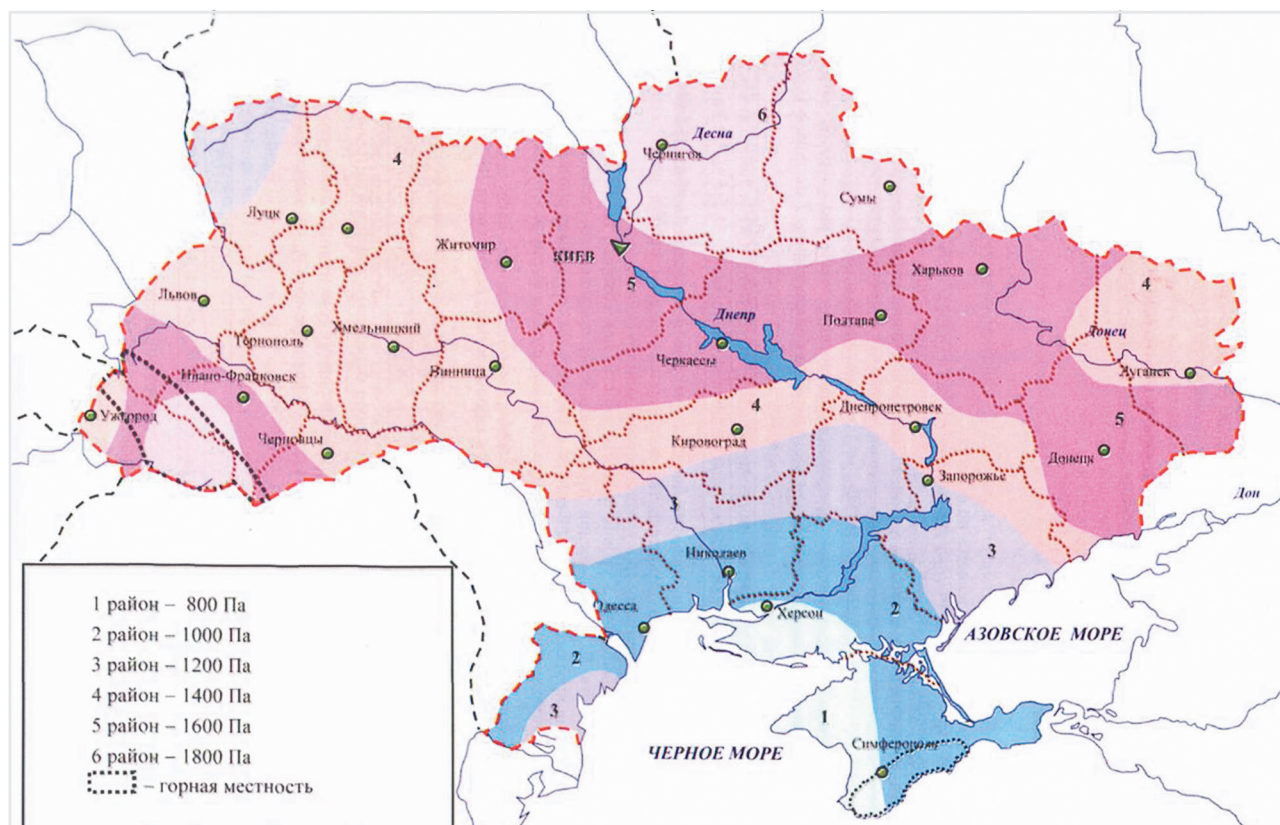 6
Десна
Чернигов
4
Сумы
Луцк
Житомир
КИЕВ
Харьков
5
4
Львов
Днепр
Полтава
Донец
Тернополь
Хмельницкий
Черкассы
Винница
Луганск
Ивано-Франковск
4
Днепропетровск
5
Ужгород
Кировоград
Черновцы
Донецк
Запорожье
Дон
3
3
Николаев
1 район – 800 Па
Одесса
Херсон
2
2 район – 1000 Па
АЗОВСКОЕ МОРЕ
2
3 район – 1200 Па
4 район – 1400 Па
3
1
5 район – 1600 Па
Симферополь
ЧЕРНОЕ МОРЕ
6 район – 1800 Па
– горная местность